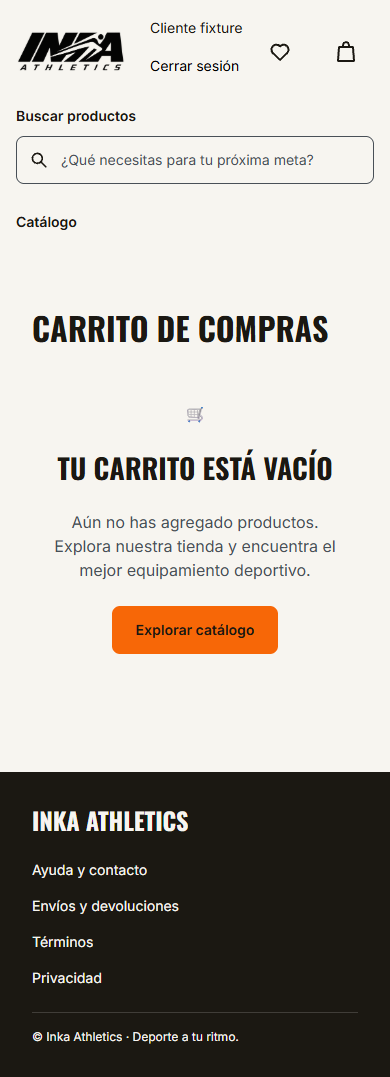 INKA
ATHLETICS
Cliente fixture
Cerrar sesión
Buscar productos
¿Qué necesitas para tu próxima meta?
Catálogo
CARRITO DE COMPRAS
TU CARRITO ESTÁ VACÍO
Aún no has agregado productos.
Explora nuestra tienda y encuentra el
mejor equipamiento deportivo.
Explorar catálogo
INKA ATHLETICS
Ayuda y contacto
Envíos y devoluciones
Términos
Privacidad
© Inka Athletics · Deporte a tu ritmo.